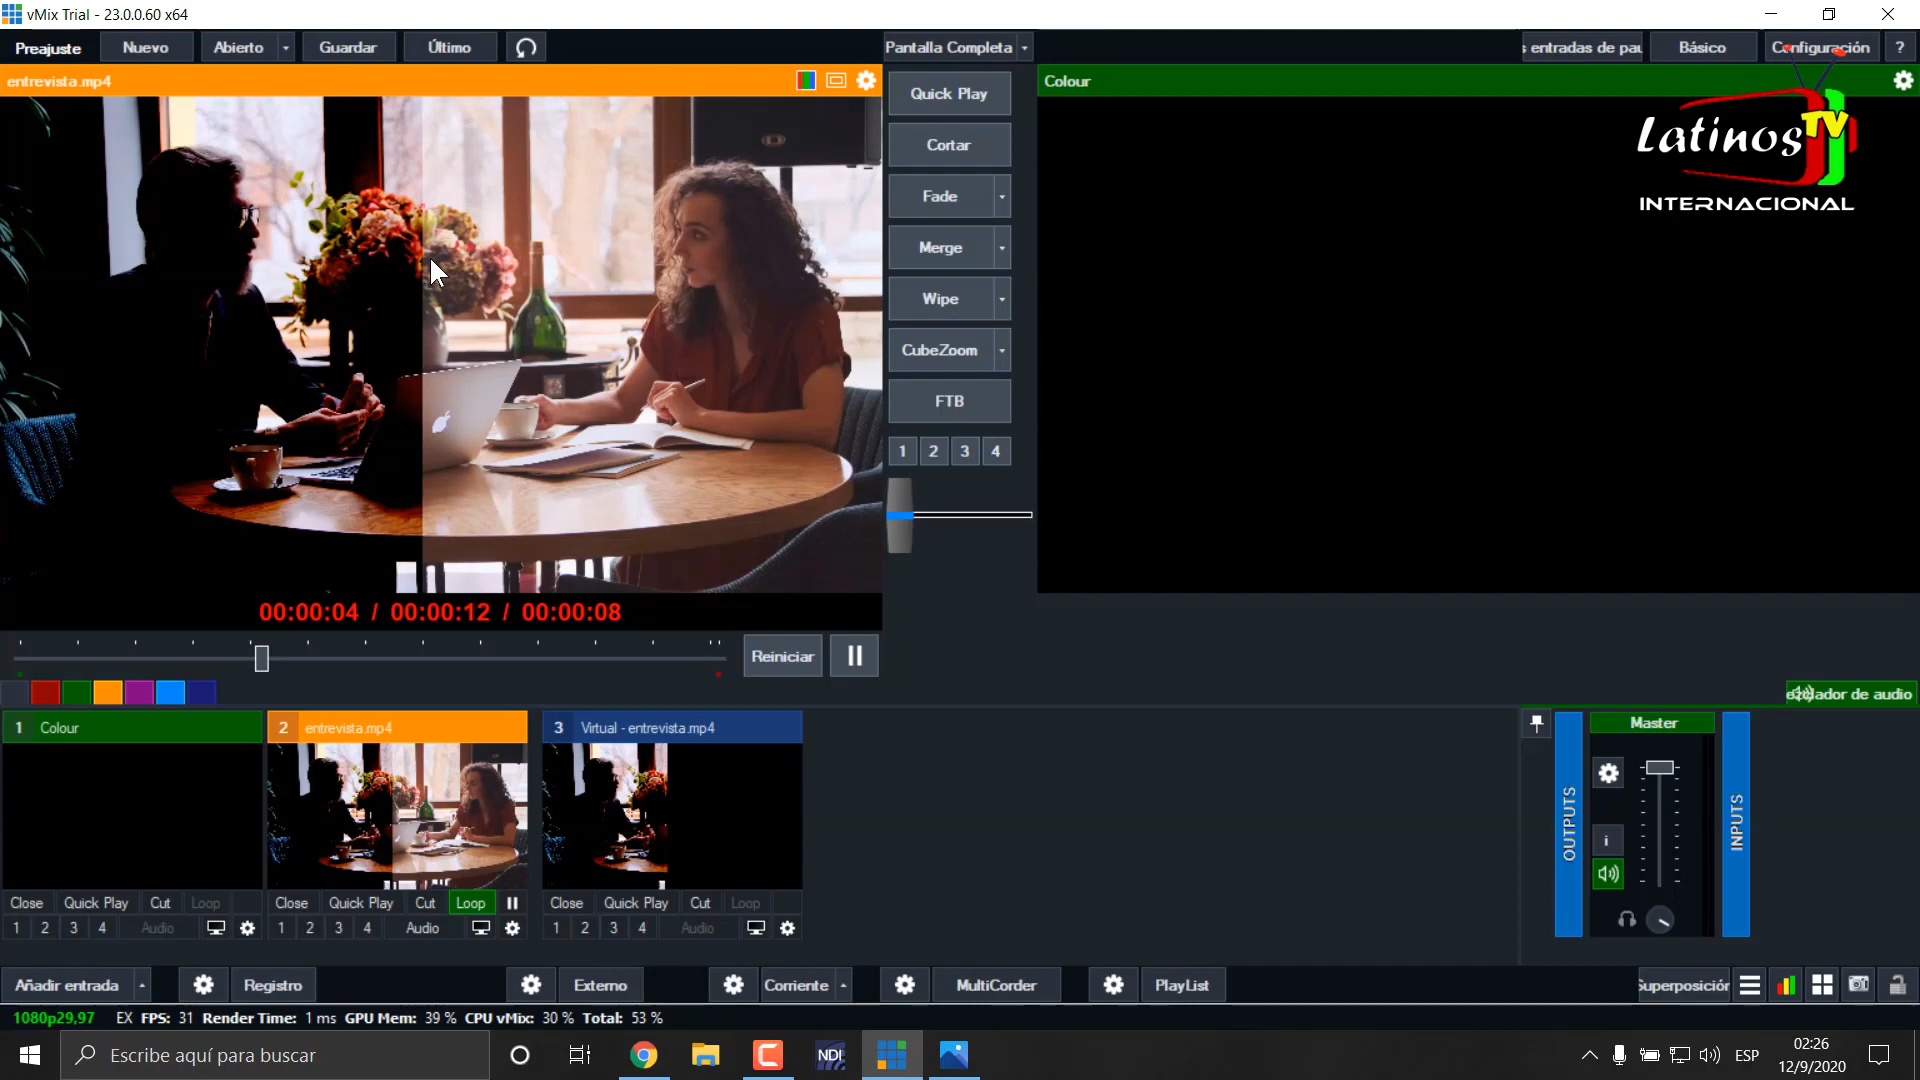 vMix Trial - 23.0.0.60 x64
Preajuste Nuevo Abierto Guardar Último Pantalla Completa s entradas de pau Básico Configuración ?
entrevista.mp4 Colour
Quick Play
Cortar
Fade
Merge
Wipe
CubeZoom
FTB
1 2 3 4
Latinos TV
INTERNACIONAL
00:00:04 / 00:00:12 / 00:00:08
Reiniciar
dor de audio
1 Colour 2 entrevista.mp4 3 Virtual - entrevista.mp4
Master
OUTPUTS
INPUTS
i
Close Quick Play Cut Loop Close Quick Play Cut Loop Close Quick Play Cut Loop
1 2 3 4 Audio 1 2 3 4 Audio 1 2 3 4 Audio
Añadir entrada Registro Externo Corriente MultiCorder PlayList Superposición
1080p29,97 EX FPS: 31 Render Time: 1 ms GPU Mem: 39 % CPU vMix: 30 % Total: 53 %
Escribe aquí para buscar
NDI
ESP
02:26
12/9/2020